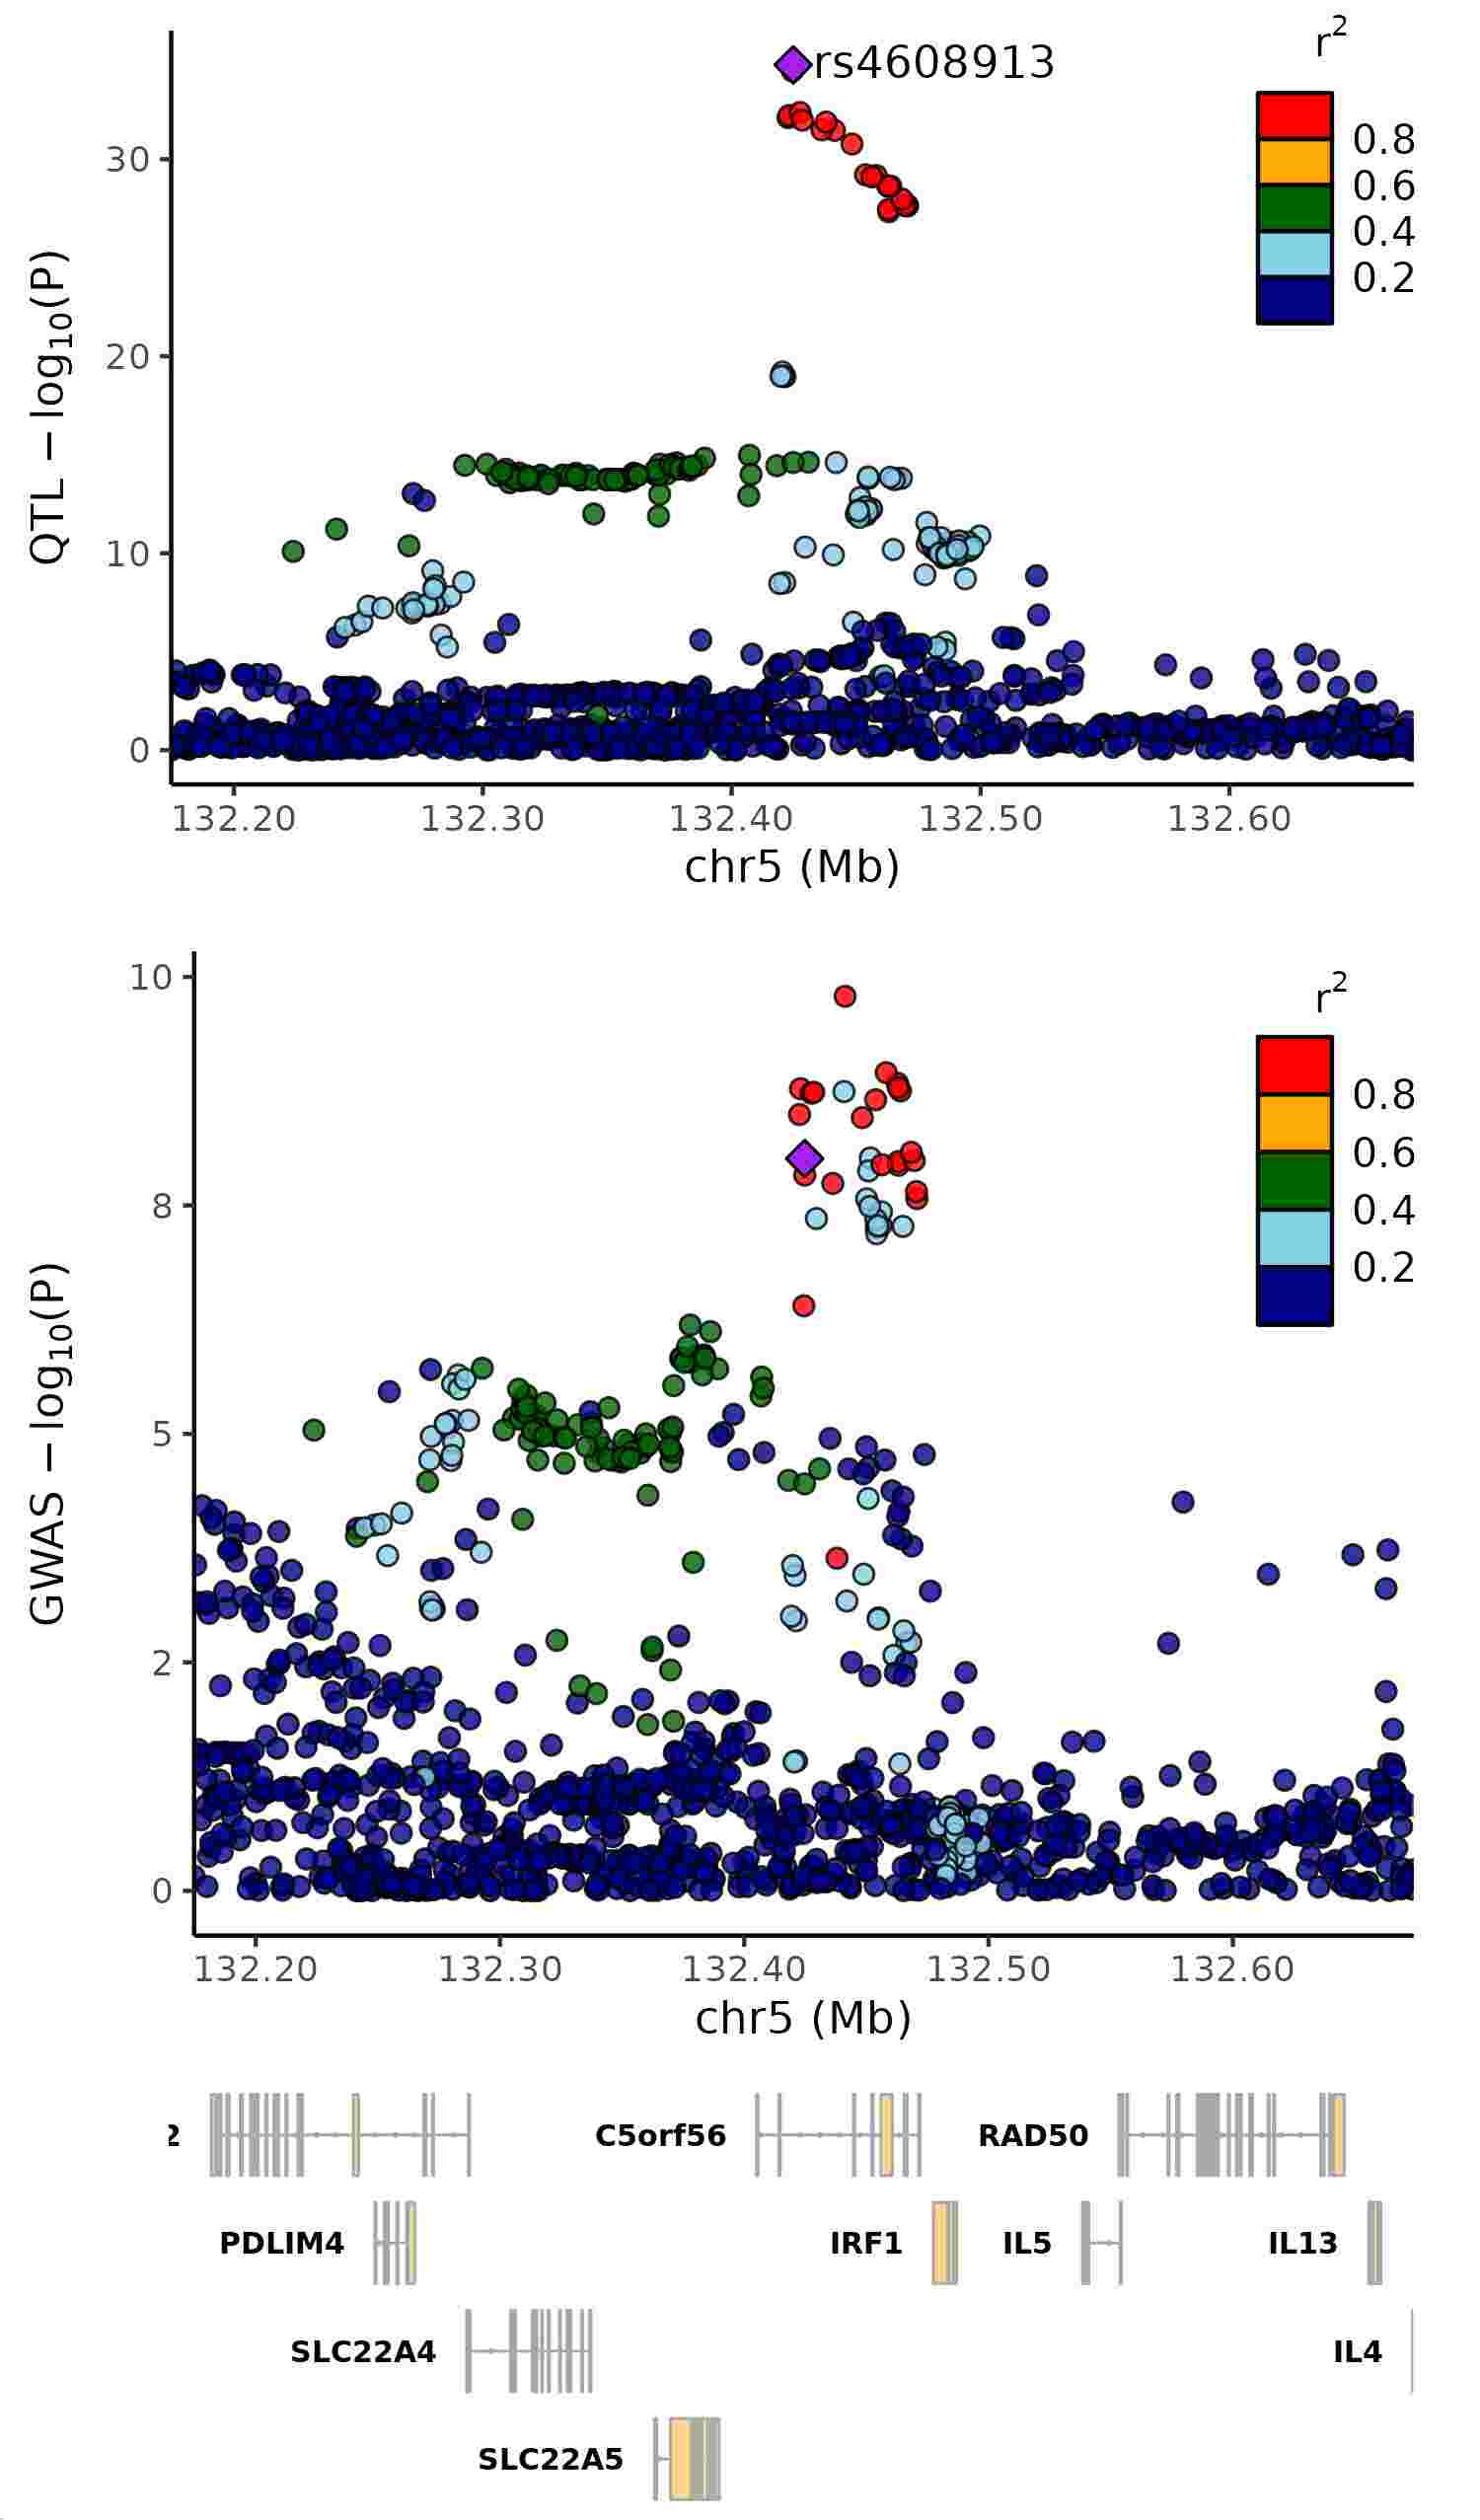 rs4608913
r²
0.8
0.6
0.4
0.2
QTL −log₁₀(P)
30
20
10
0
132.20 132.30 132.40 132.50 132.60
chr5 (Mb)
r²
0.8
0.6
0.4
0.2
GWAS −log₁₀(P)
10
8
5
2
0
132.20 132.30 132.40 132.50 132.60
chr5 (Mb)
2 C5orf56 RAD50
PDLIM4 IRF1 IL5 IL13
SLC22A4 IL4
SLC22A5